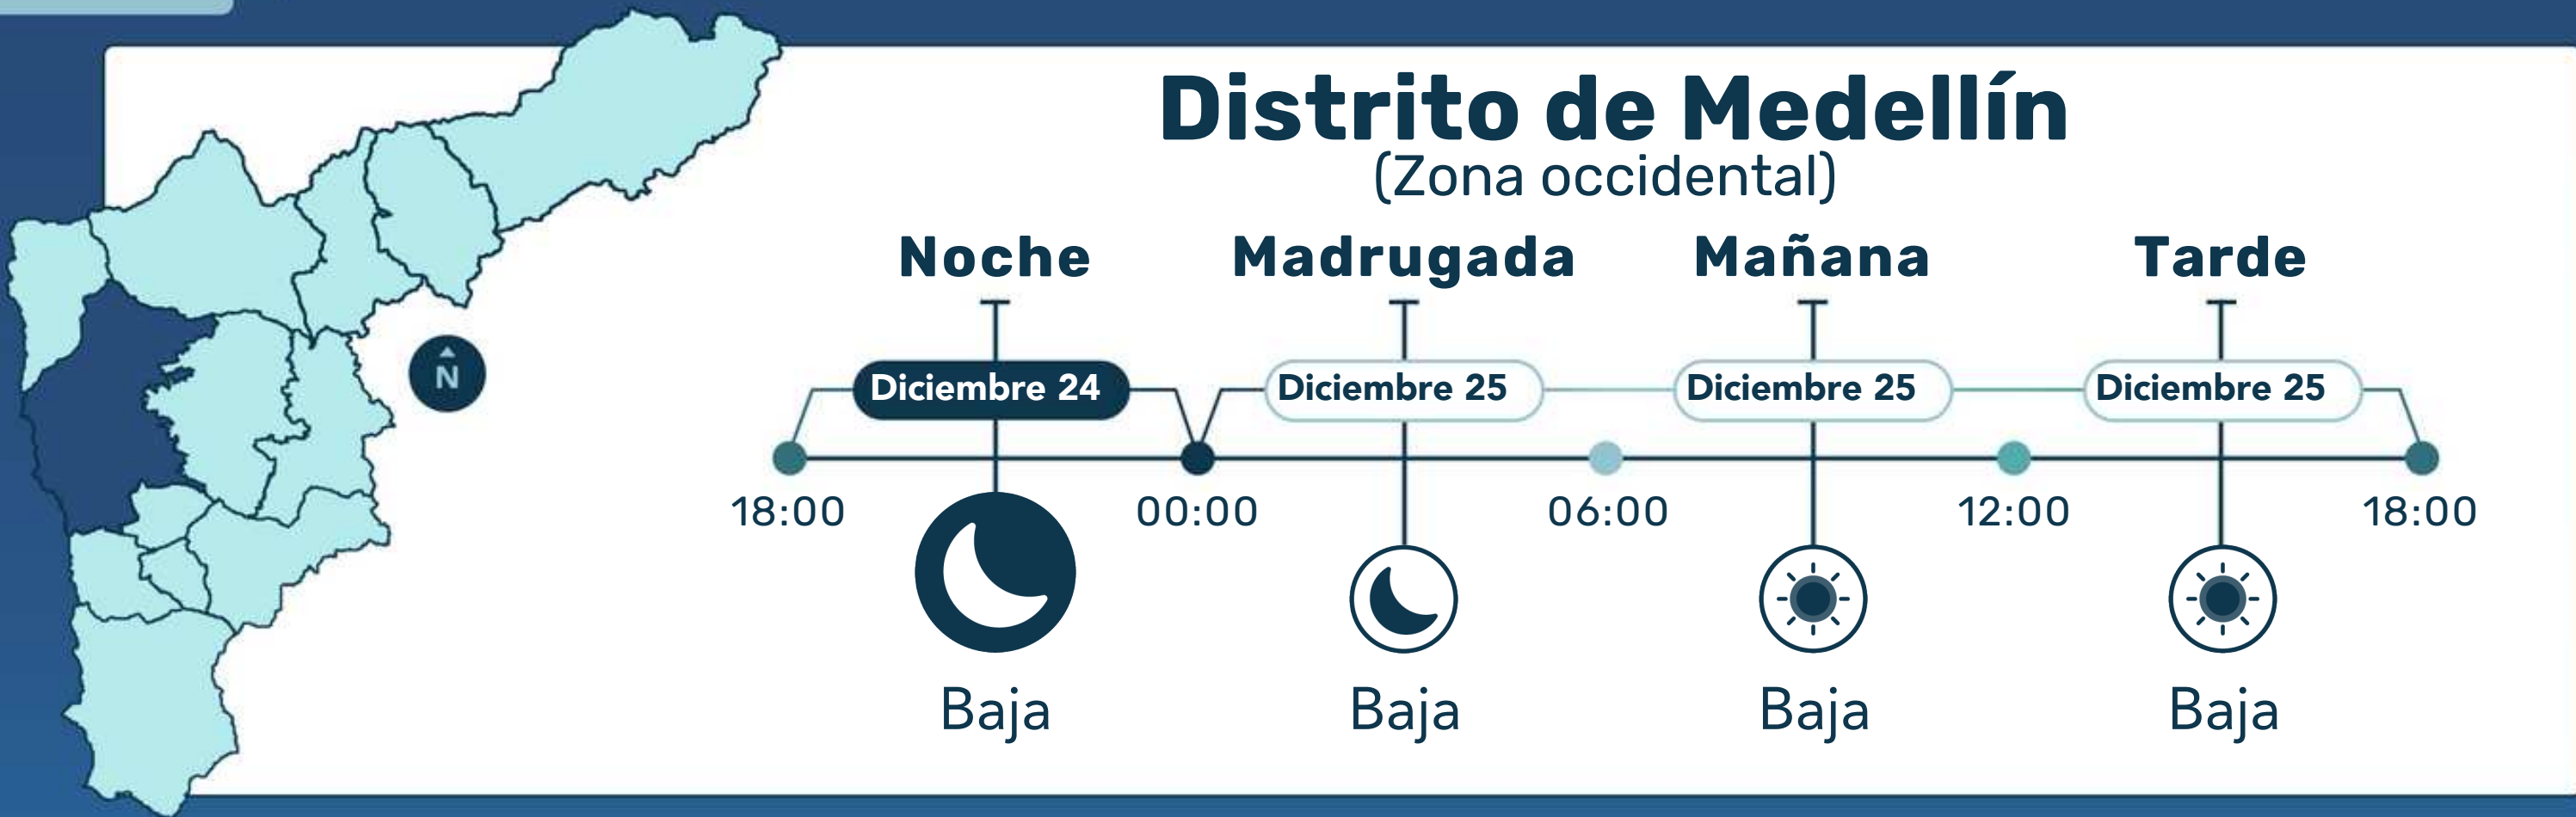 Distrito de Medellín
(Zona occidental)
Noche Madrugada Mañana Tarde
N
Diciembre 24 Diciembre 25 Diciembre 25 Diciembre 25
18:00 00:00 06:00 12:00 18:00
Baja Baja Baja Baja